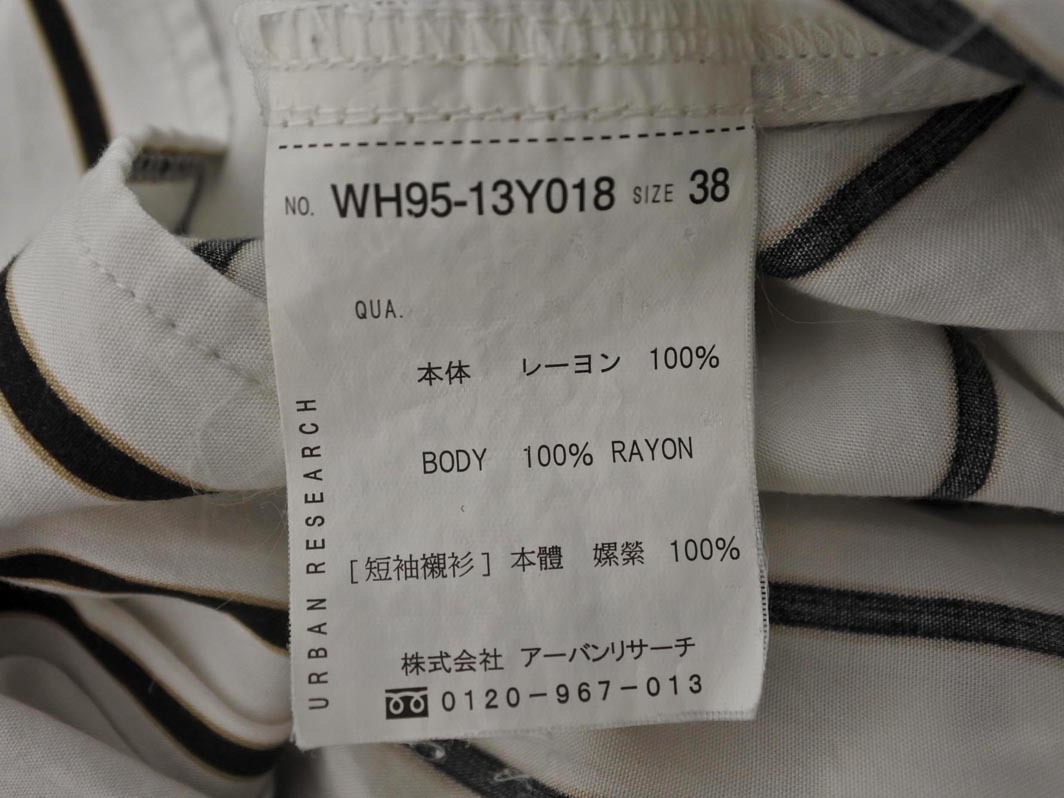 NO. WH95-13Y018 SIZE 38
QUA.
本体 レーヨン 100%
BODY 100% RAYON
[短袖襯衫] 本體 嫘縈 100%
株式会社 アーバンリサーチ
0120-967-013
URBAN RESEARCH